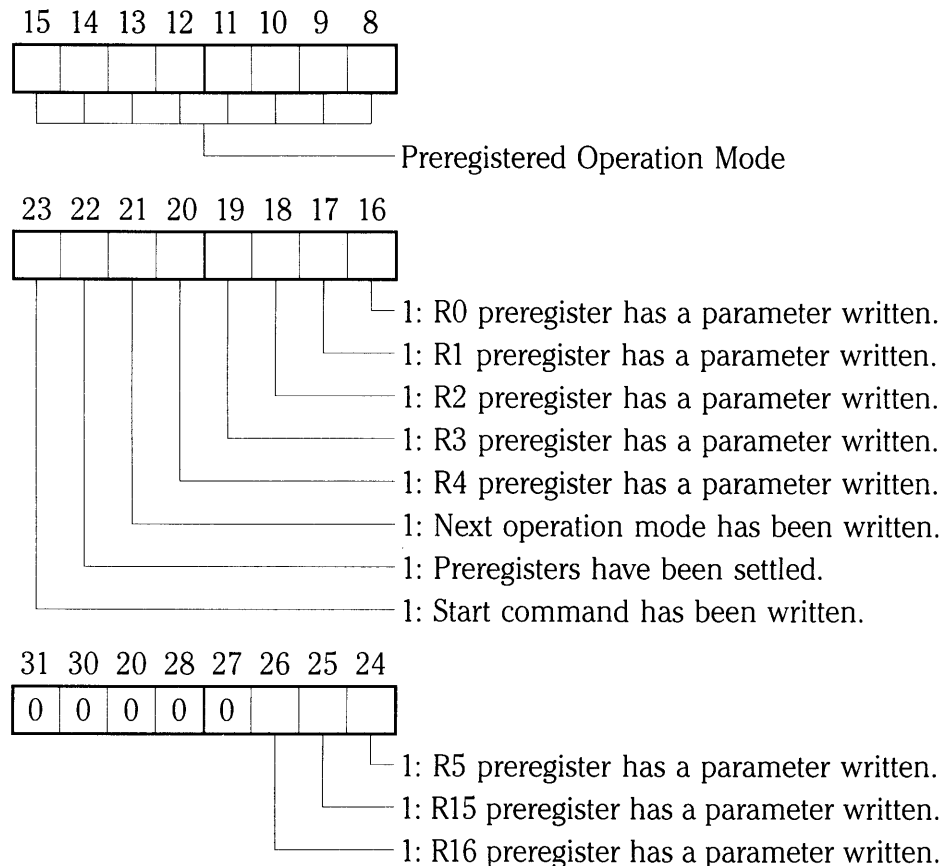 15 14 13 12 11 10 9 8
Preregistered Operation Mode
23 22 21 20 19 18 17 16
1: R0 preregister has a parameter written.
1: R1 preregister has a parameter written.
1: R2 preregister has a parameter written.
1: R3 preregister has a parameter written.
1: R4 preregister has a parameter written.
1: Next operation mode has been written.
1: Preregisters have been settled.
1: Start command has been written.
31 30 20 28 27 26 25 24
0 0 0 0 0
1: R5 preregister has a parameter written.
1: R15 preregister has a parameter written.
1: R16 preregister has a parameter written.